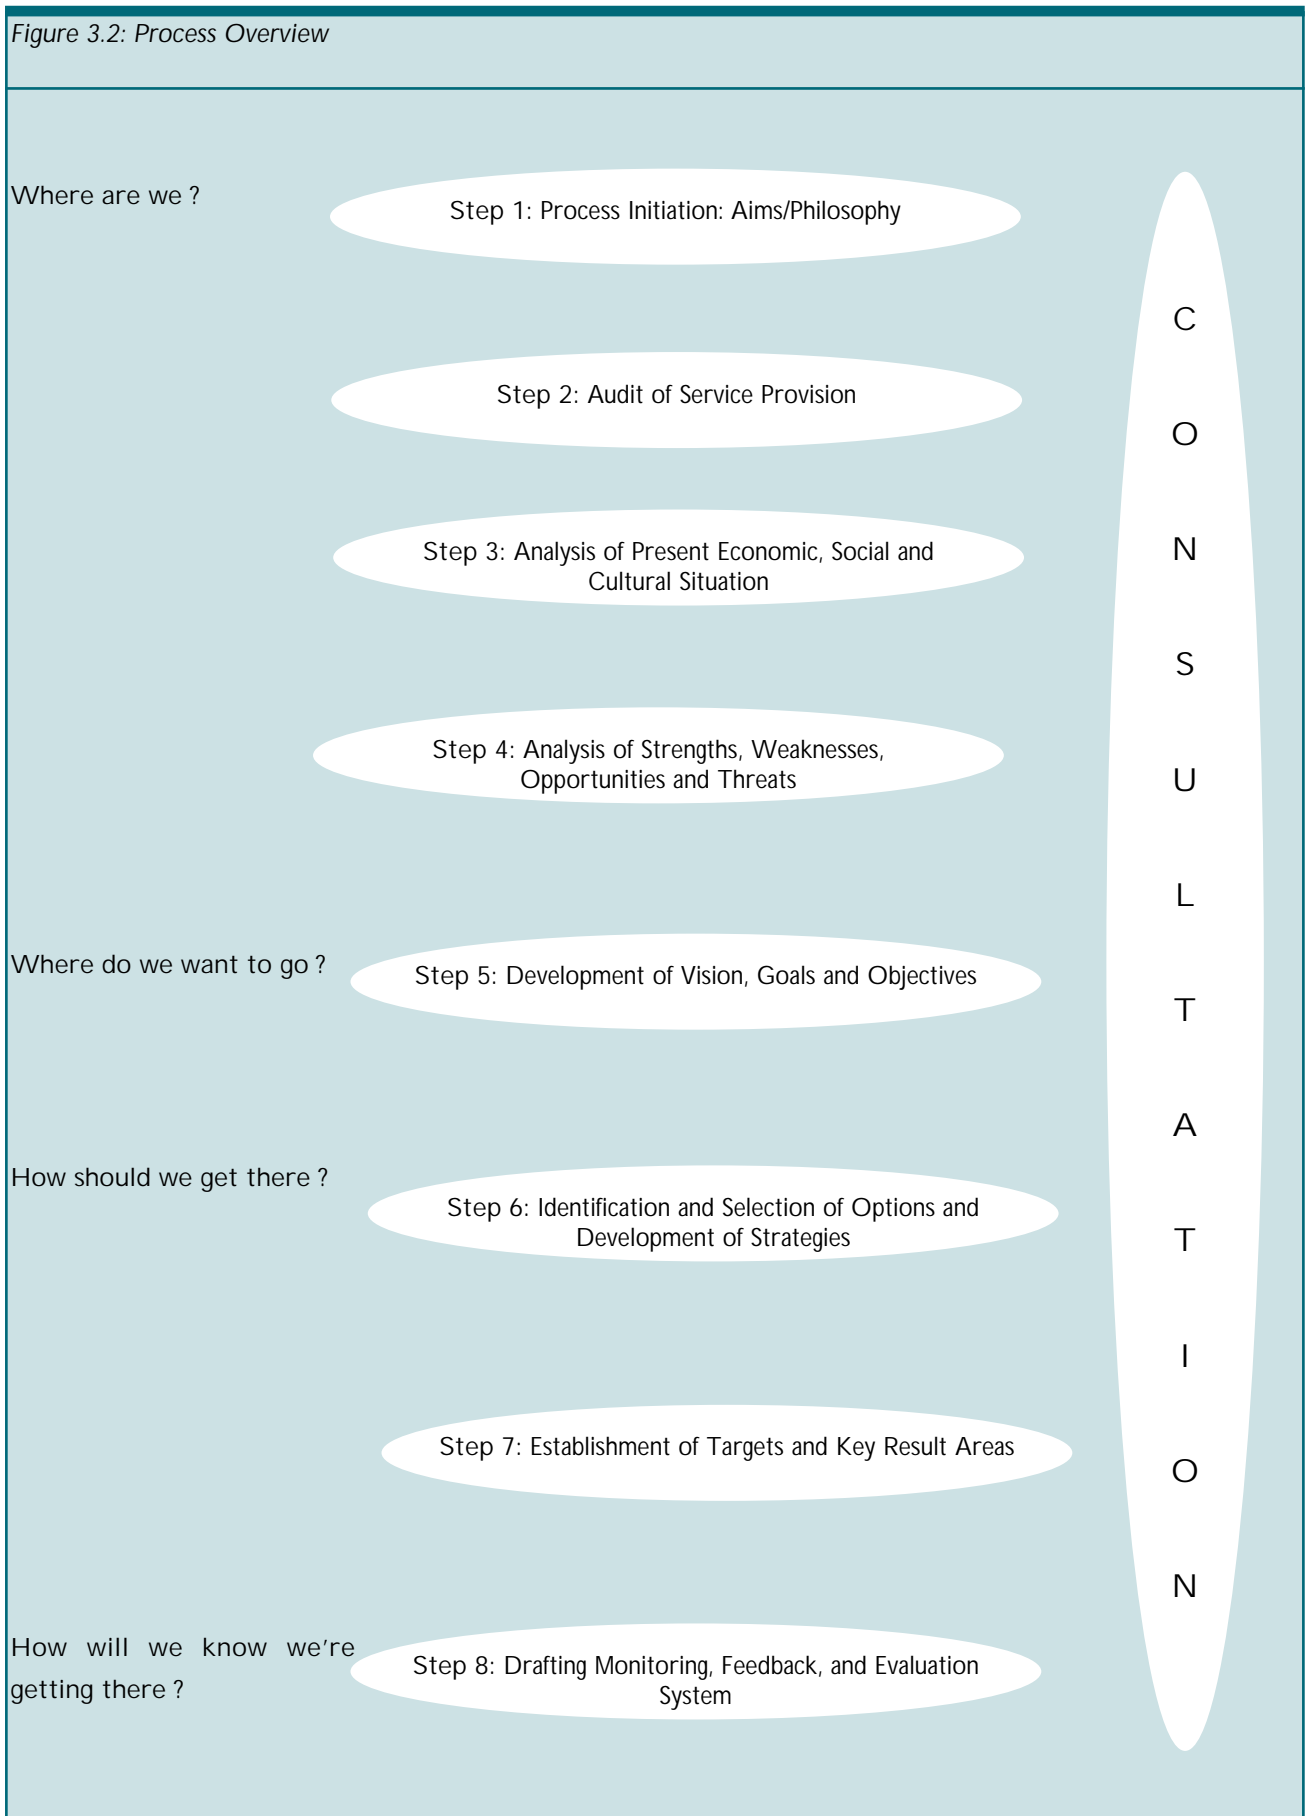 Figure 3.2: Process Overview
Where are we ?
Step 1: Process Initiation: Aims/Philosophy
Step 2: Audit of Service Provision
Step 3: Analysis of Present Economic, Social and
Cultural Situation
Step 4: Analysis of Strengths, Weaknesses,
Opportunities and Threats
Where do we want to go ?
Step 5: Development of Vision, Goals and Objectives
How should we get there ?
Step 6: Identification and Selection of Options and
Development of Strategies
Step 7: Establishment of Targets and Key Result Areas
How will we know we're
getting there ?
Step 8: Drafting Monitoring, Feedback, and Evaluation
System
C
O
N
S
U
L
T
A
T
I
O
N